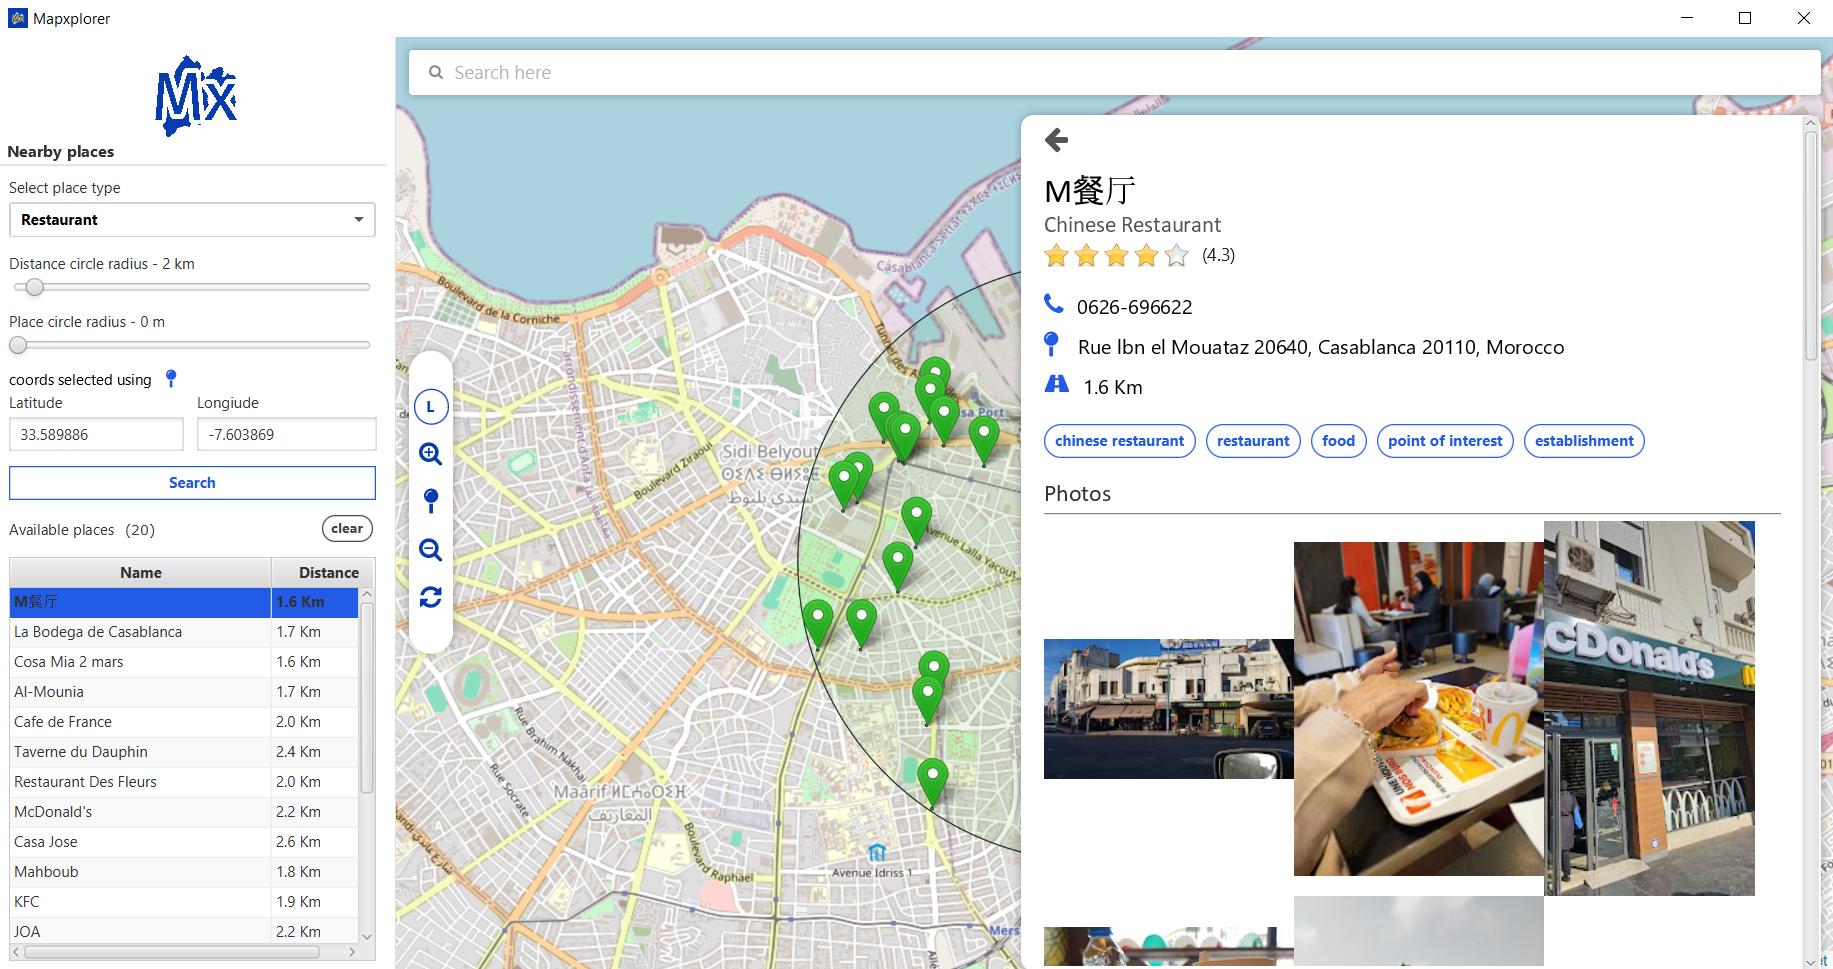 Mapxplorer
Mx
Nearby places
Select place type
Restaurant
Distance circle radius - 2 km
Place circle radius - 0 m
coords selected using
Latitude
Longiude
33.589886
-7.603869
Search
Available places (20)
clear
Name
Distance
M餐厅 1.6 Km
La Bodega de Casablanca 1.7 Km
Cosa Mia 2 mars 1.6 Km
Al-Mounia 1.7 Km
Cafe de France 2.0 Km
Taverne du Dauphin 2.4 Km
Restaurant Des Fleurs 2.0 Km
McDonald's 2.2 Km
Casa Jose 2.6 Km
Mahboub 1.8 Km
KFC 1.9 Km
JOA 2.2 Km
Search here
L
Boulevard de la Corniche
Sidi Belyout
سيدي بليوط
Boulevard Ziraoui
Avenue Lalla Yacout
Rue Brahim Nakhai
Rue Socrate
Maârif
المعاريف
Boulevard Raphael
Avenue Idriss 1
M餐厅
Chinese Restaurant
(4.3)
0626-696622
Rue Ibn el Mouataz 20640, Casablanca 20110, Morocco
1.6 Km
chinese restaurant
restaurant
food
point of interest
establishment
Photos
cDonald's